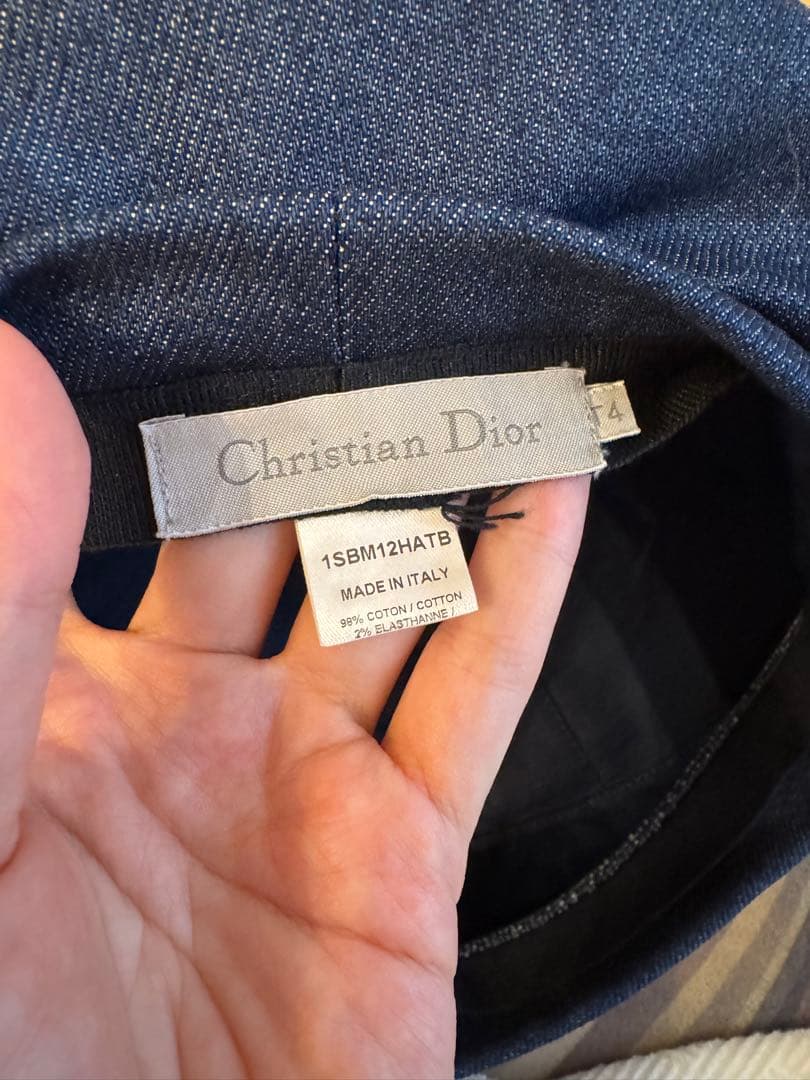 Christian Dior
T4
1SBM12HATB
MADE IN ITALY
98% COTON / COTTON
2% ELASTHANNE /